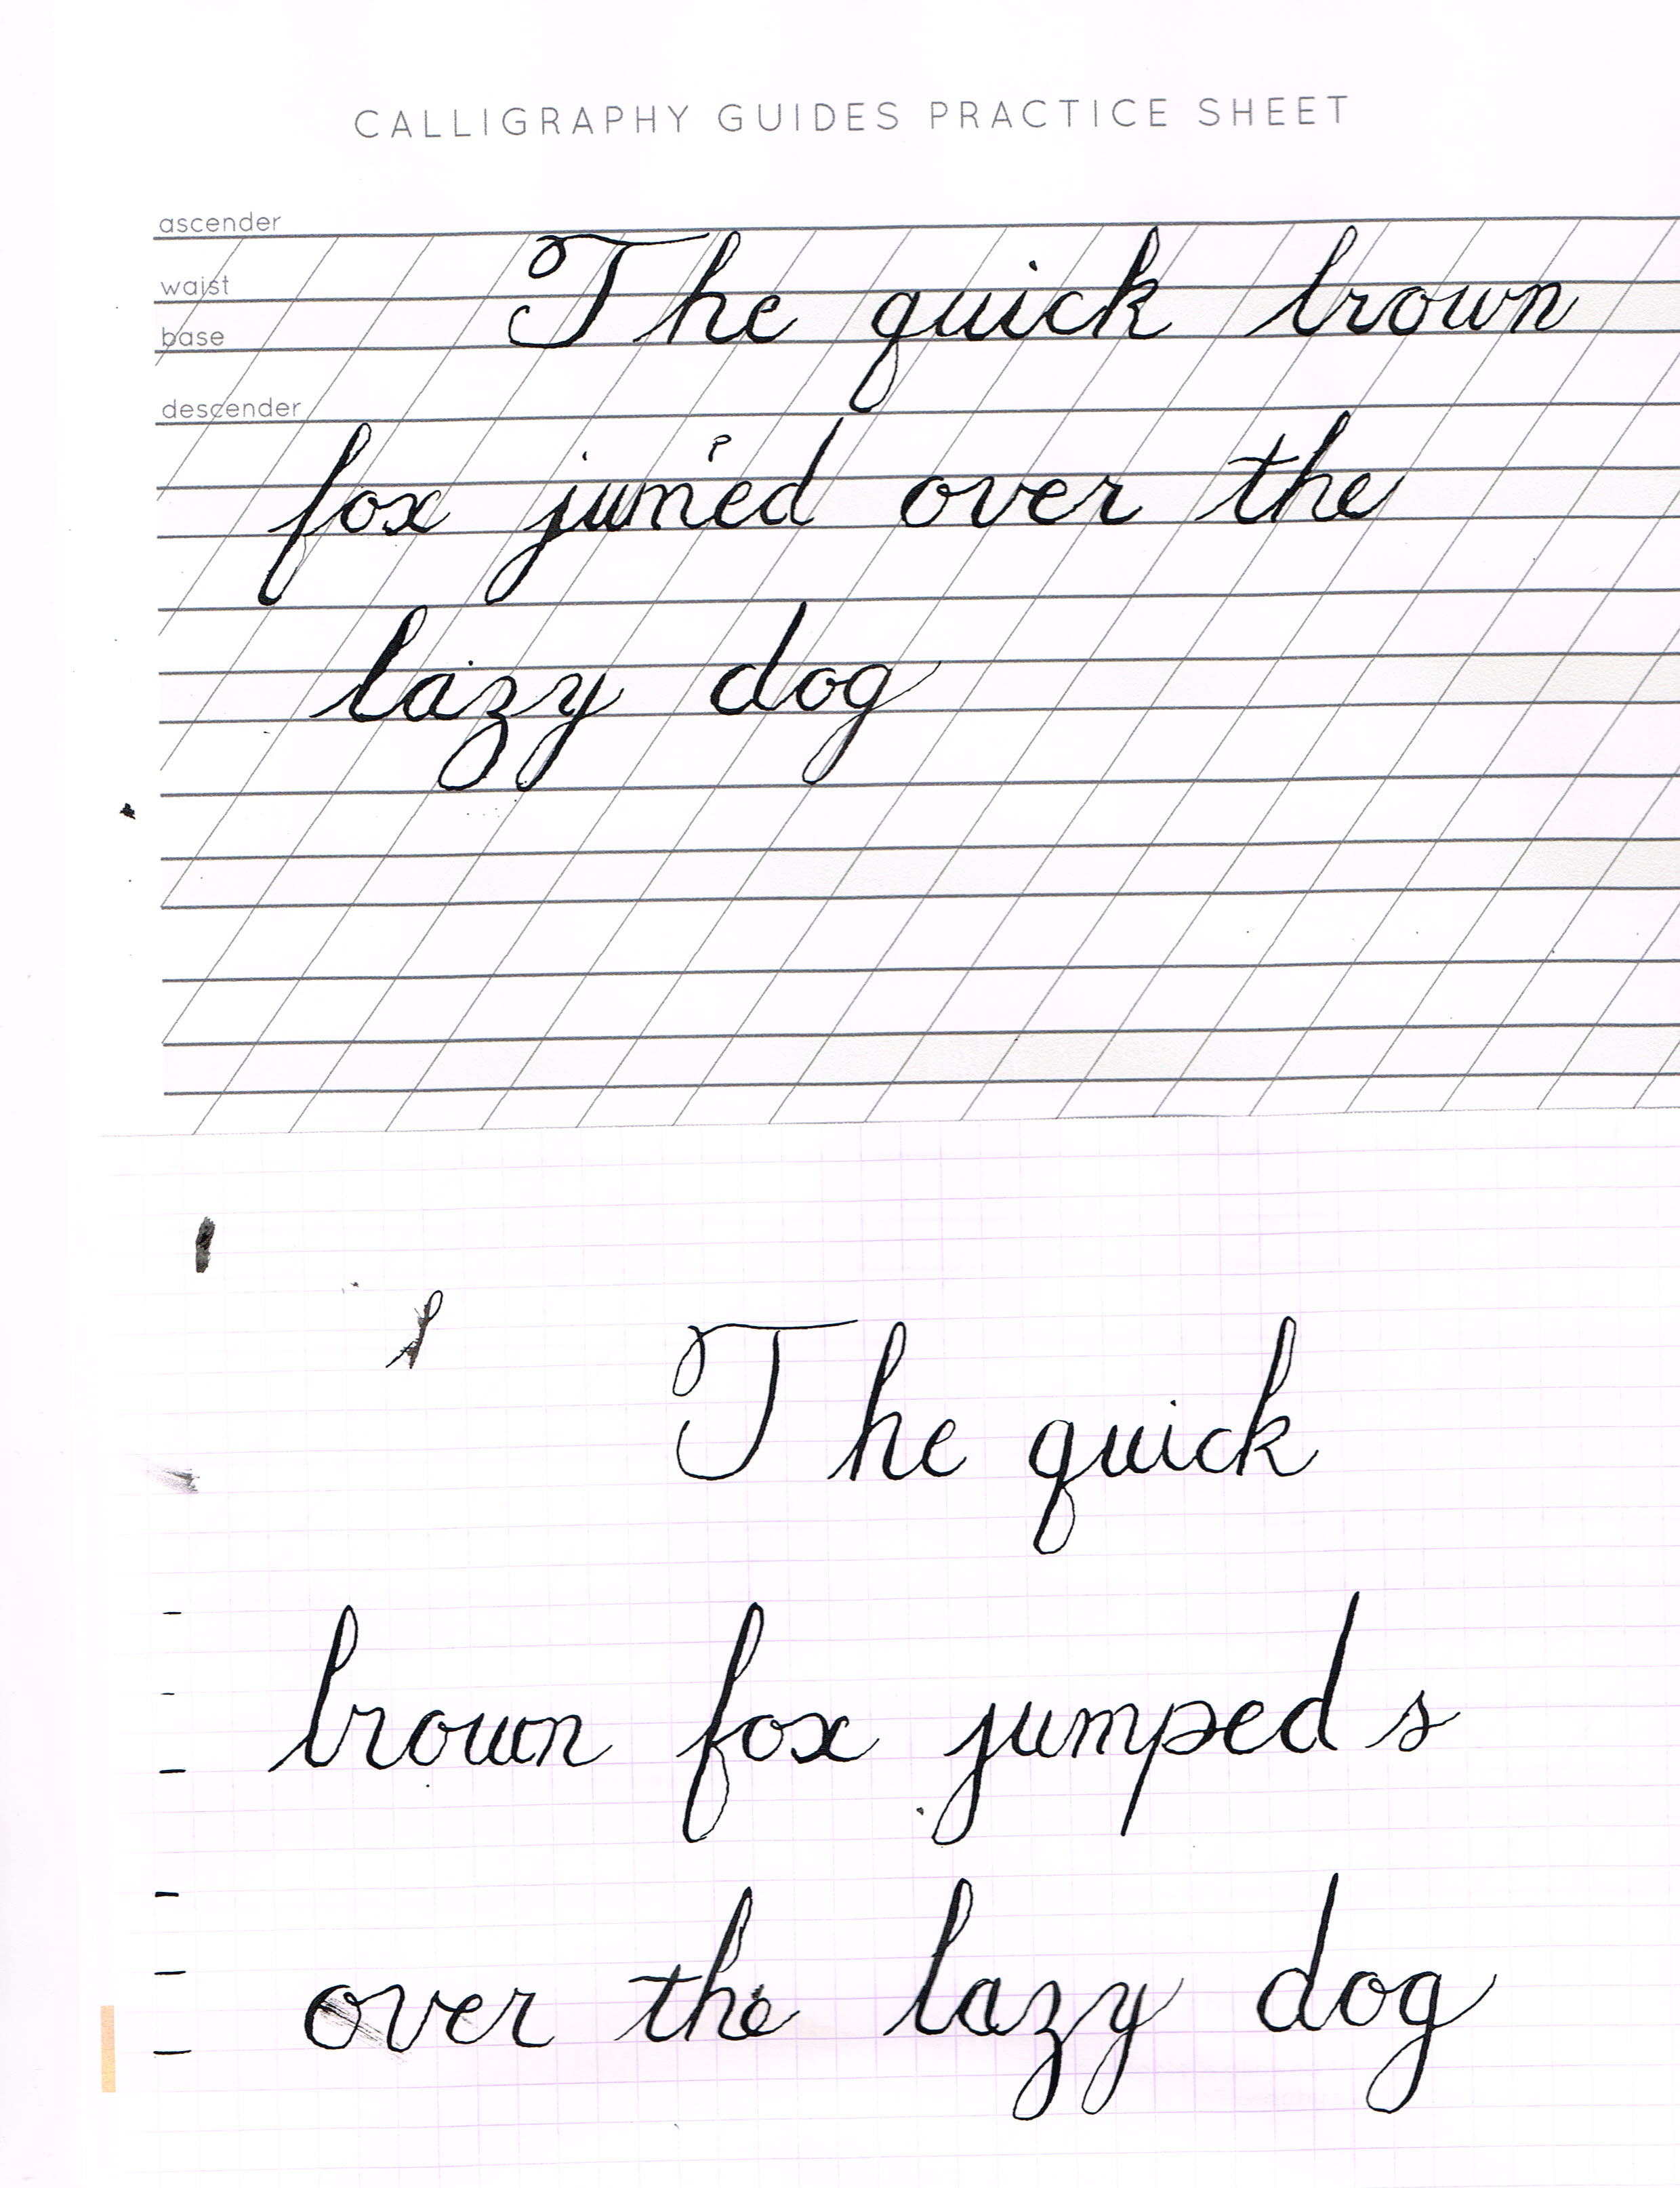 CALLIGRAPHY GUIDES PRACTICE SHEET
ascender
waist
base
descender
The quick brown
fox jumped over the
lazy dog
The quick
brown fox jumped s
over the lazy dog